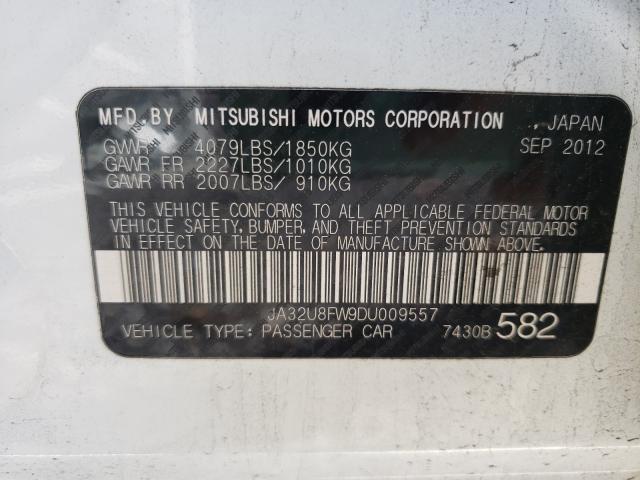 MFD.BY MITSUBISHI MOTORS CORPORATION, JAPAN
GVWR 4079LBS/1850KG SEP 2012
GAWR FR 2227LBS/1010KG
GAWR RR 2007LBS/ 910KG
THIS VEHICLE CONFORMS TO ALL APPLICABLE FEDERAL MOTOR
VEHICLE SAFETY, BUMPER, AND THEFT PREVENTION STANDARDS
IN EFFECT ON THE DATE OF MANUFACTURE SHOWN ABOVE.
JA32U8FW9DU009557
VEHICLE TYPE: PASSENGER CAR 7430B 582